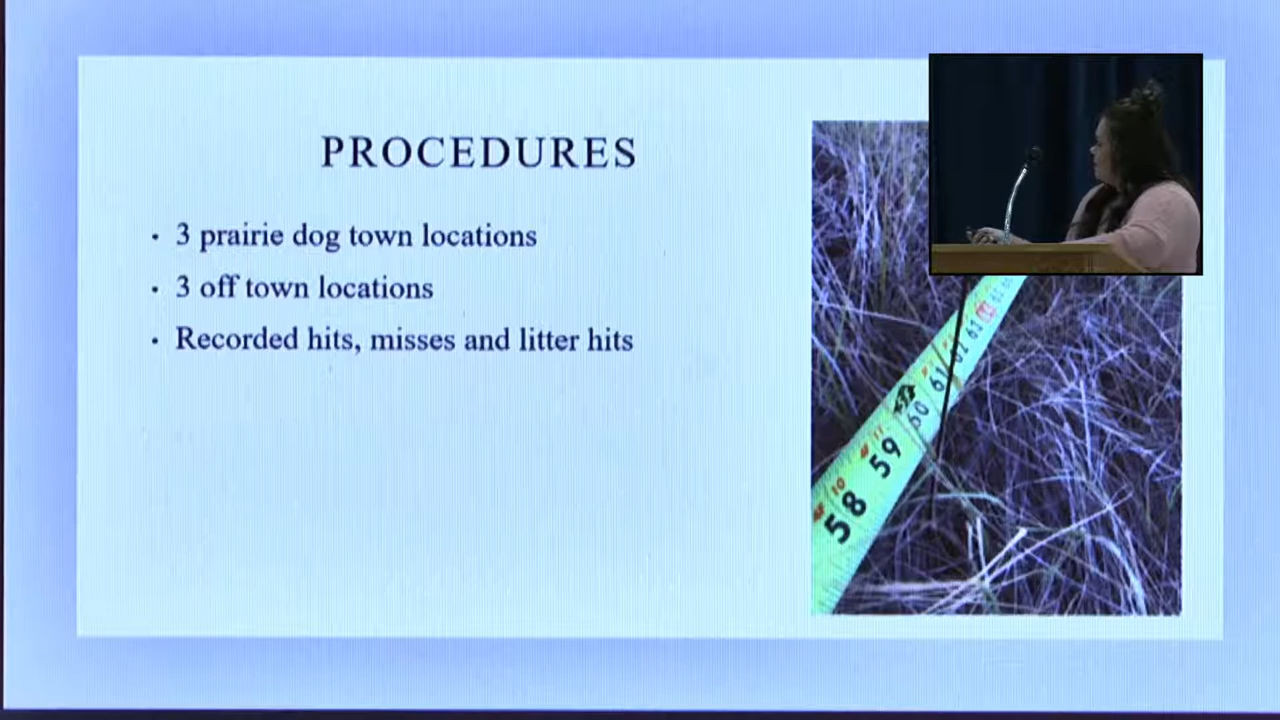 PROCEDURES
• 3 prairie dog town locations
• 3 off town locations
• Recorded hits, misses and litter hits
58
59
60
61